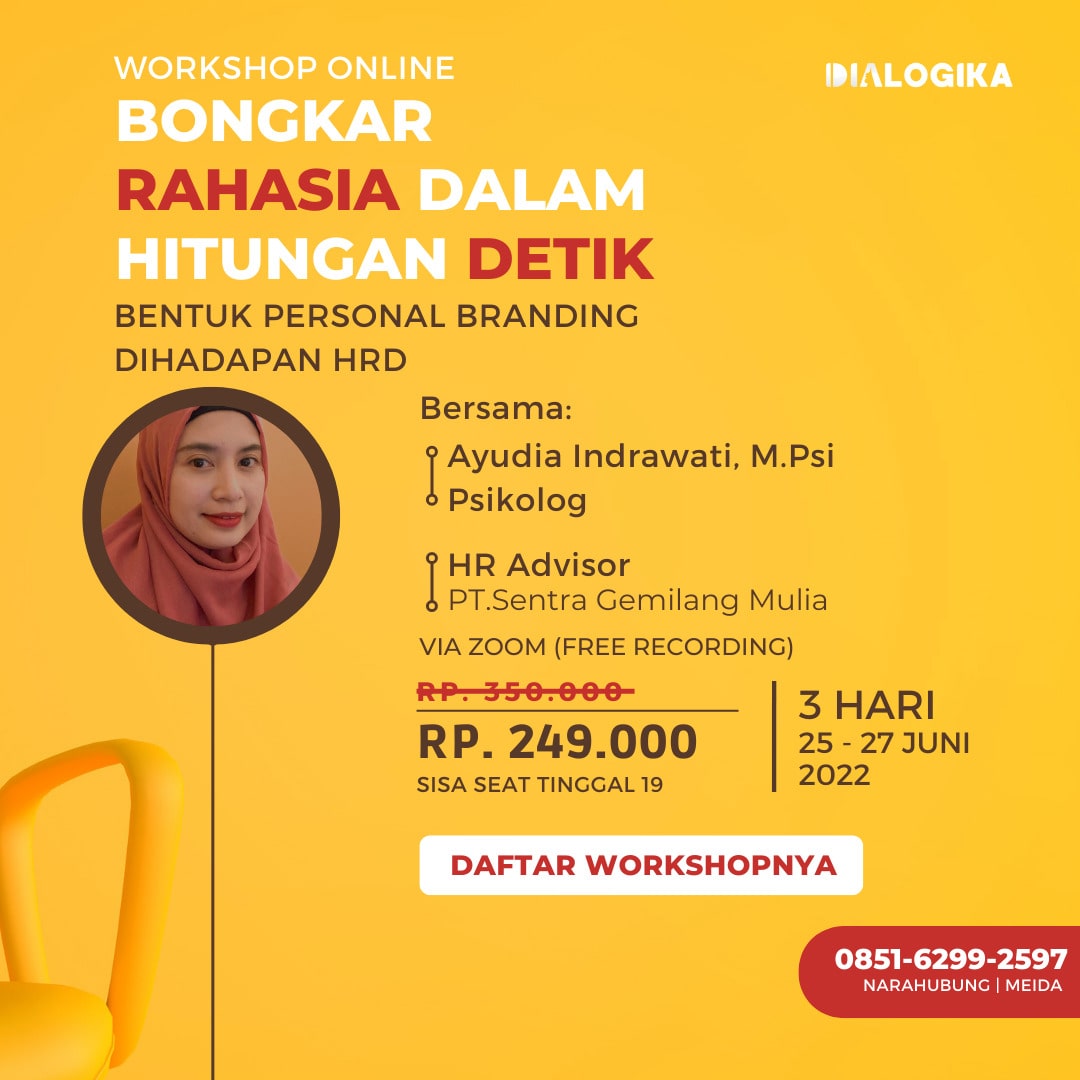 WORKSHOP ONLINE
DIALOGIKA
BONGKAR
RAHASIA DALAM
HITUNGAN DETIK
BENTUK PERSONAL BRANDING
DIHADAPAN HRD
Bersama:
Ayudia Indrawati, M.Psi
Psikolog
HR Advisor
PT.Sentra Gemilang Mulia
VIA ZOOM (FREE RECORDING)
RP. 350.000
RP. 249.000
SISA SEAT TINGGAL 19
3 HARI
25 - 27 JUNI
2022
DAFTAR WORKSHOPNYA
0851-6299-2597
NARAHUBUNG | MEIDA